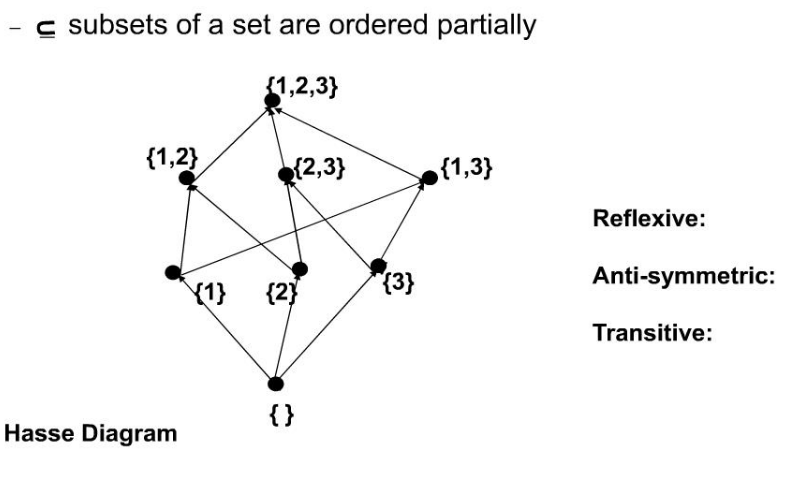 – ⊆ subsets of a set are ordered partially
{1,2,3}
{1,2}
{2,3}
{1,3}
Reflexive:
Anti-symmetric:
{1}
{2}
{3}
Transitive:
{ }
Hasse Diagram